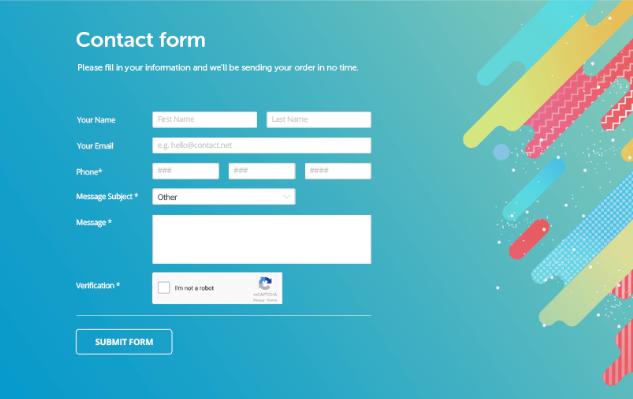 Contact form
Please fill in your information and we'll be sending your order in no time.
Your Name First Name Last Name
Your Email e.g. hello@contact.net
Phone* ### ### ####
Message Subject * Other
Message *
Verification * I'm not a robot
reCAPTCHA
Privacy - Terms
SUBMIT FORM